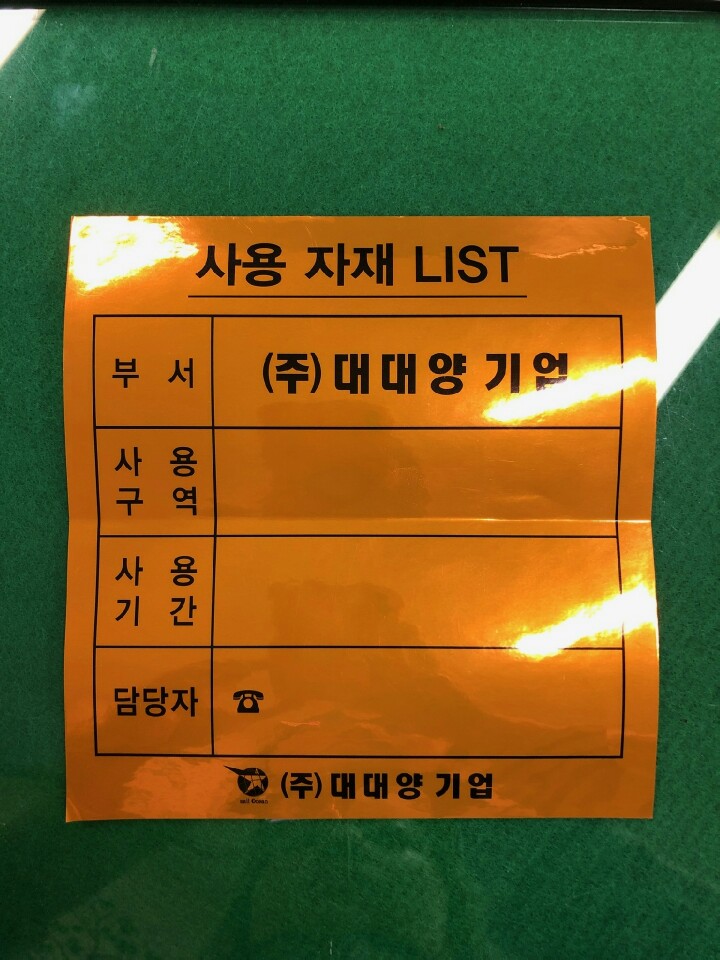 사용 자재 LIST
부 서
(주)대대양 기업
사 용
구 역
사 용
기 간
담당자 ☎
(주)대대양 기업